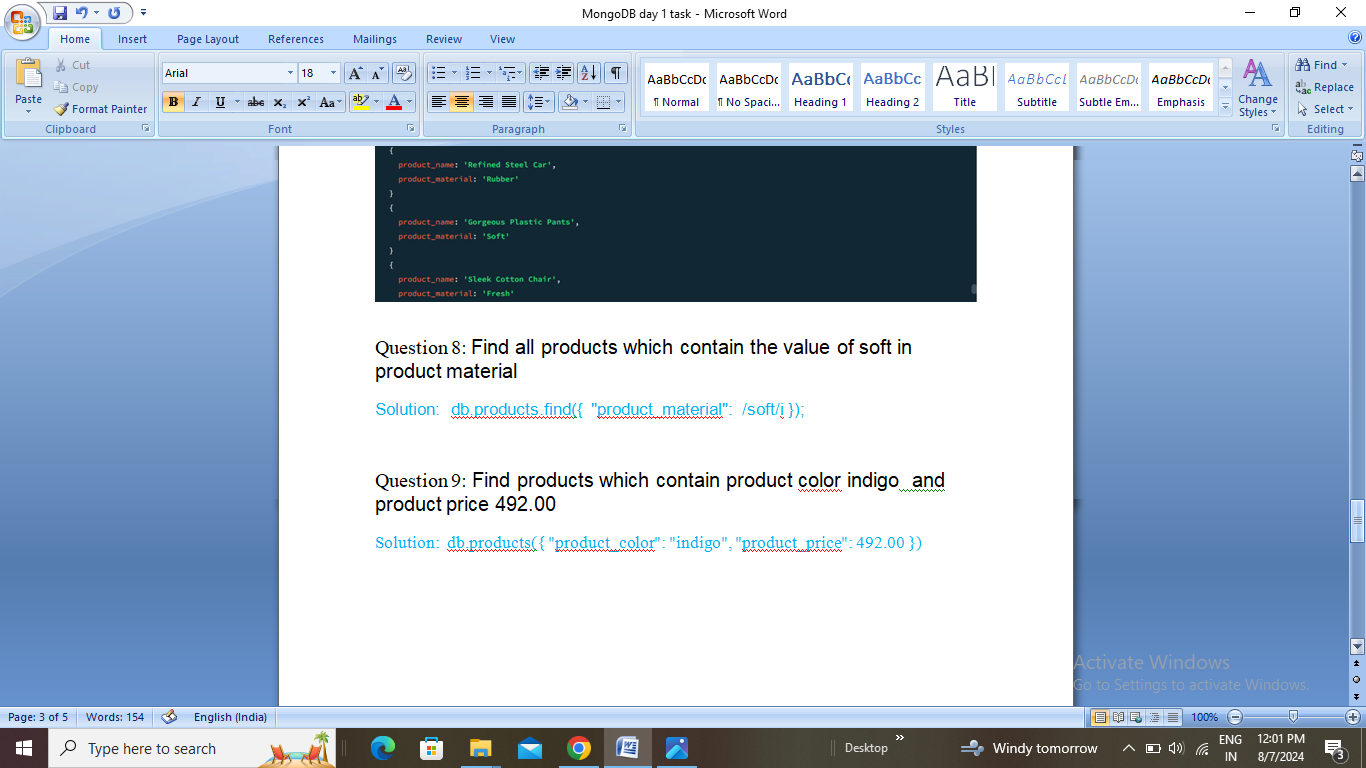 MongoDB day 1 task - Microsoft Word
Home Insert Page Layout References Mailings Review View
Paste
Cut
Copy
Format Painter
Clipboard
Arial 18
B I U abc X₂ X² Aa
Font
Paragraph
AaBbCcDc AaBbCcDc AaBbCc AaBbCc AaBl AaBbCcL AaBbCcDc AaBbCcDc
¶ Normal ¶ No Spaci... Heading 1 Heading 2 Title Subtitle Subtle Em... Emphasis
Change Styles
Styles
Find
Replace
Select
Editing
{
product_name: 'Refined Steel Car',
product_material: 'Rubber'
}
{
product_name: 'Gorgeous Plastic Pants',
product_material: 'Soft'
}
{
product_name: 'Sleek Cotton Chair',
product_material: 'Fresh'
Question 8: Find all products which contain the value of soft in
product material
Solution: db.products.find({ "product_material": /soft/i });
Question 9: Find products which contain product color indigo and
product price 492.00
Solution: db.products({ "product_color": "indigo", "product_price": 492.00 })
Activate Windows
Go to Settings to activate Windows.
Page: 3 of 5 Words: 154 English (India) 100%
Type here to search Desktop Windy tomorrow ENG IN 12:01 PM 8/7/2024 3